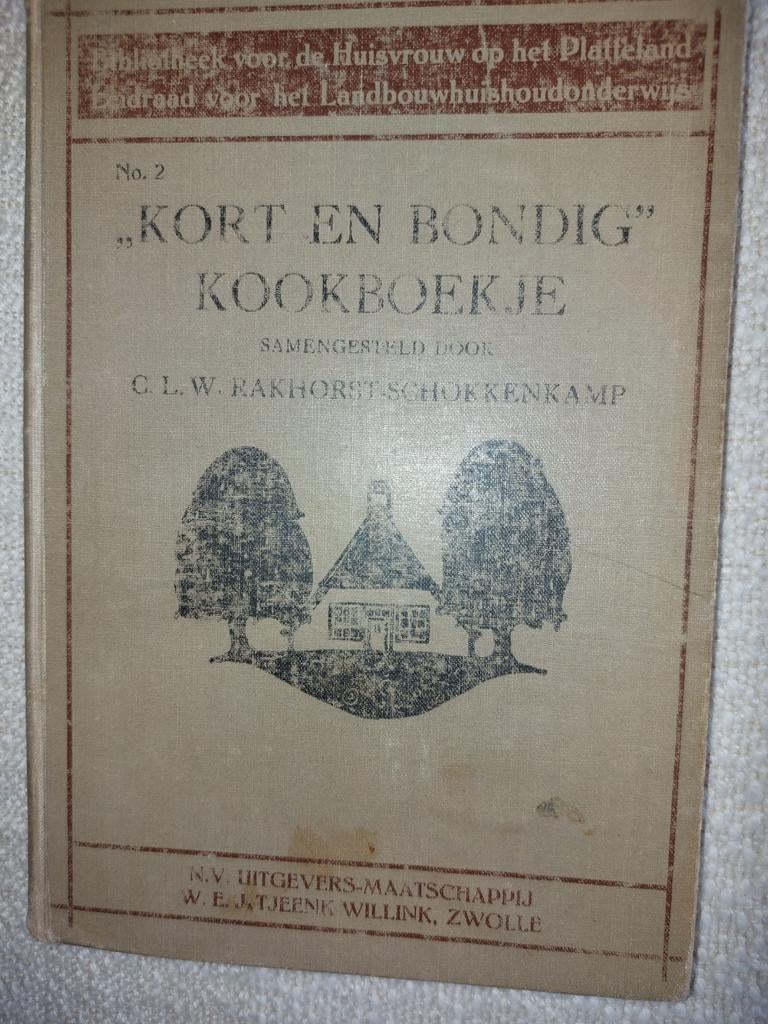 Bibliotheek voor de Huisvrouw op het Platteland
Leidraad voor het Landbouwhuishoudonderwijs
No. 2
„KORT EN BONDIG”
KOOKBOEKJE
SAMENGESTELD DOOR
C. L. W. RAKHORST-SCHOKKENKAMP
N.V. UITGEVERS-MAATSCHAPPIJ
W. E. J. TJEENK WILLINK, ZWOLLE